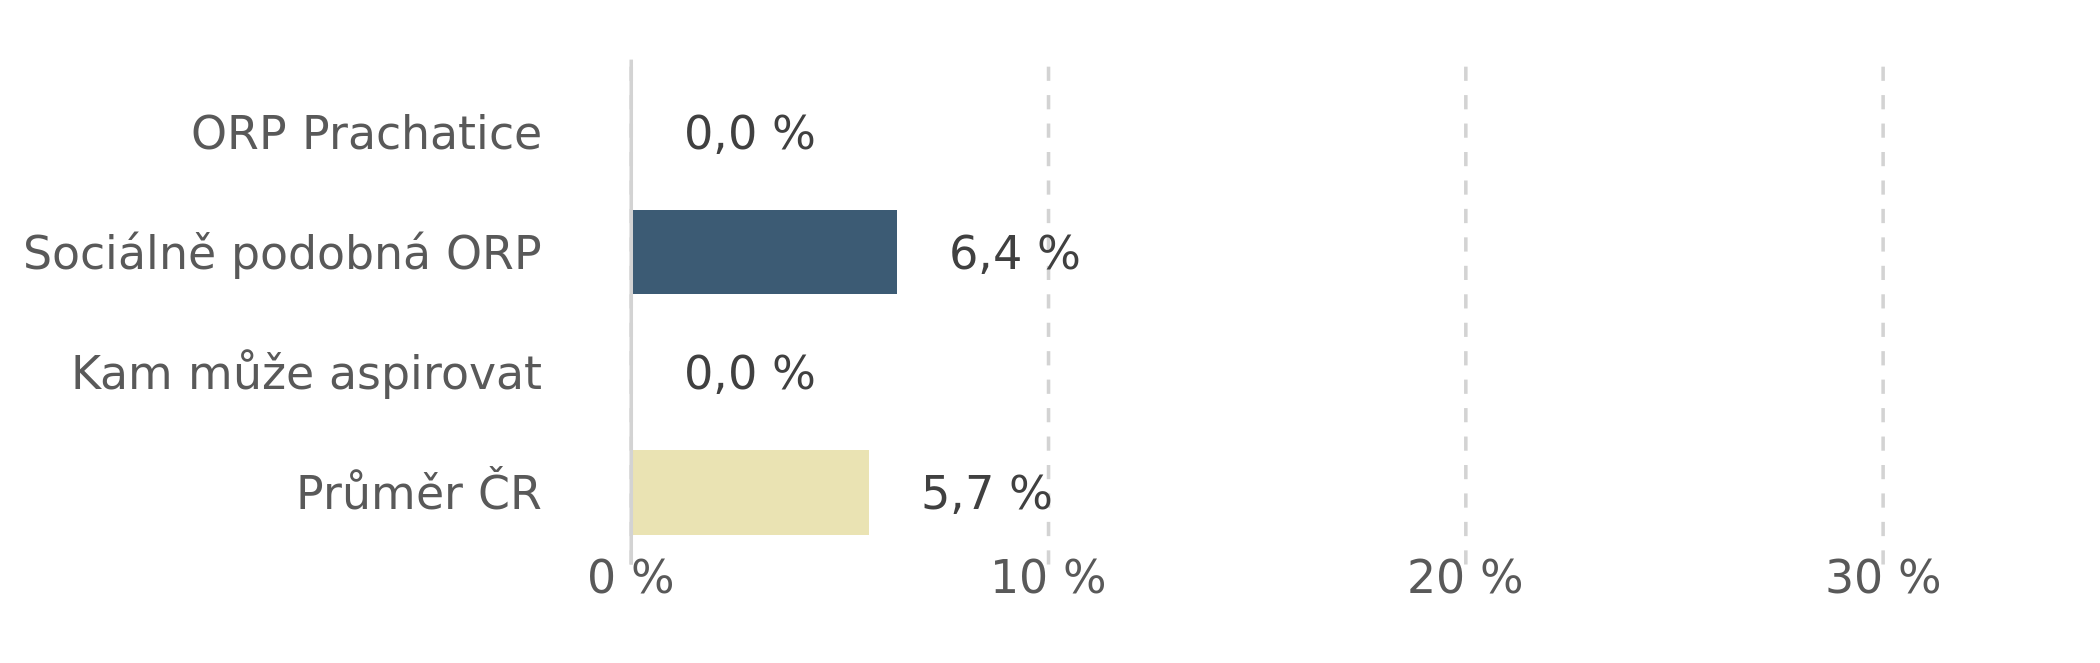 ORP Prachatice 0,0 %
Sociálně podobná ORP 6,4 %
Kam může aspirovat 0,0 %
Průměr ČR 5,7 %
0 % 10 % 20 % 30 %